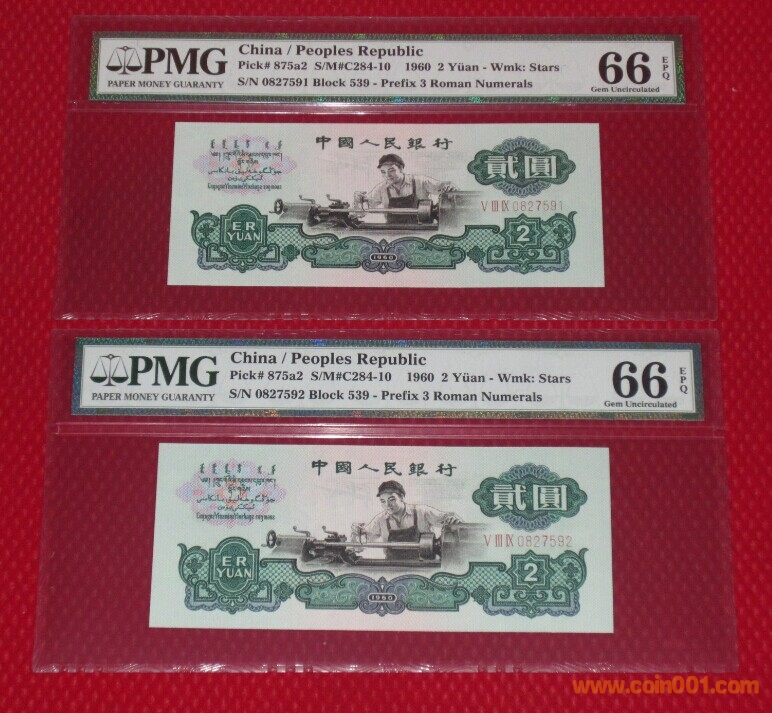 PMG
PAPER MONEY GUARANTY
China / Peoples Republic
Pick# 875a2 S/M#C284-10 1960 2 Yüan - Wmk: Stars
S/N 0827591 Block 539 - Prefix 3 Roman Numerals
66 EPQ
Gem Uncirculated
中國人民銀行
貳圓
V III IX 0827591
ER
YUAN
2
1960
PMG
PAPER MONEY GUARANTY
China / Peoples Republic
Pick# 875a2 S/M#C284-10 1960 2 Yüan - Wmk: Stars
S/N 0827592 Block 539 - Prefix 3 Roman Numerals
66 EPQ
Gem Uncirculated
中國人民銀行
貳圓
V III IX 0827592
ER
YUAN
2
1960
www.coin001.com